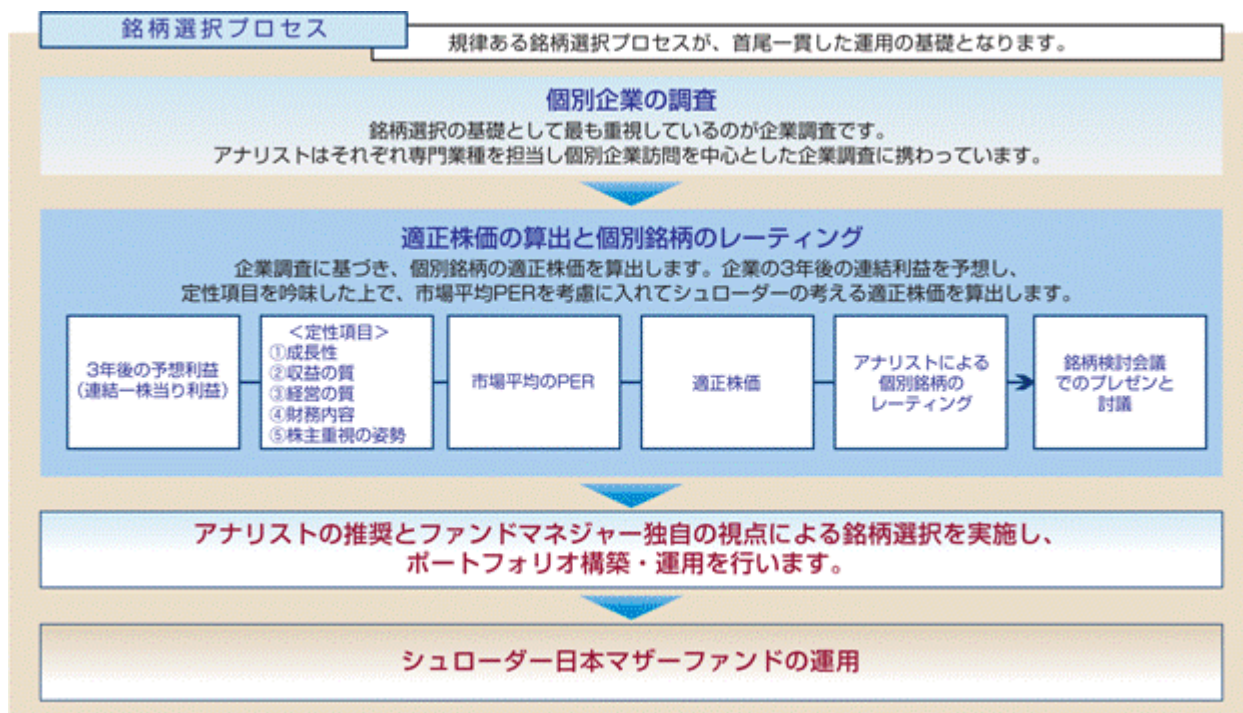 銘柄選択プロセス
規律ある銘柄選択プロセスが、首尾一貫した運用の基礎となります。
個別企業の調査
銘柄選択の基礎として最も重視しているのが企業調査です。
アナリストはそれぞれ専門業種を担当し個別企業訪問を中心とした企業調査に携わっています。
適正株価の算出と個別銘柄のレーティング
企業調査に基づき、個別銘柄の適正株価を算出します。企業の3年後の連結利益を予想し、
定性項目を吟味した上で、市場平均PERを考慮に入れてシュローダーの考える適正株価を算出します。
3年後の予想利益
(連結一株当り利益)
＜定性項目＞
①成長性
②収益の質
③経営の質
④財務内容
⑤株主重視の姿勢
市場平均のPER
適正株価
アナリストによる
個別銘柄の
レーティング
銘柄検討会議
でのプレゼンと
討議
アナリストの推奨とファンドマネジャー独自の視点による銘柄選択を実施し、
ポートフォリオ構築・運用を行います。
シュローダー日本マザーファンドの運用